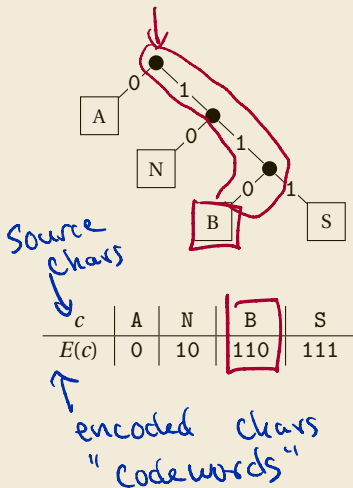 0 1
A
0 1
N
0 1
B S
Source
chars
c A N B S
E(c) 0 10 110 111
encoded chars
"codewords"